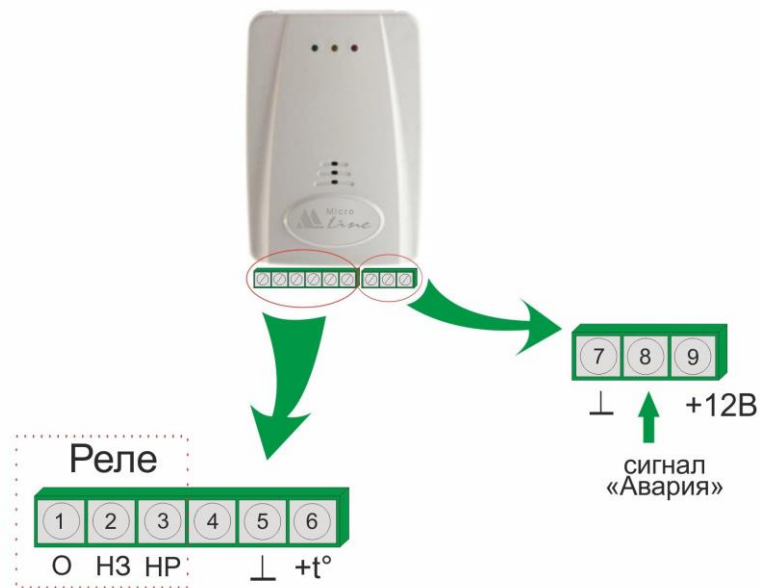 Micro
Line
7 8 9
⊥ +12В
сигнал
«Авария»
Реле
1 2 3 4 5 6
О НЗ НР ⊥ +t°